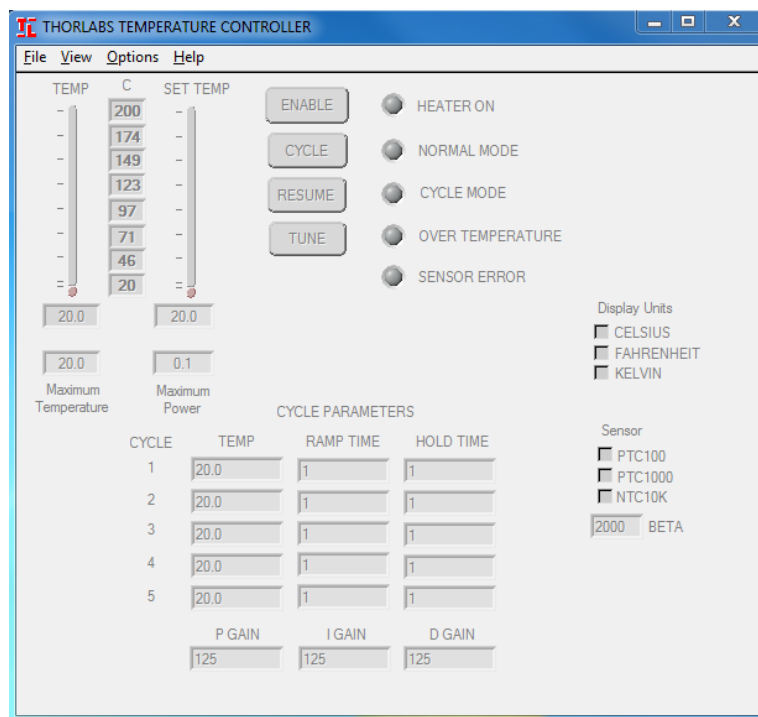 THORLABS TEMPERATURE CONTROLLER
File View Options Help
TEMP C SET TEMP
200
174
149
123
97
71
46
20
20.0 20.0
20.0 0.1
Maximum Temperature
Maximum Power
ENABLE HEATER ON
CYCLE NORMAL MODE
RESUME CYCLE MODE
TUNE OVER TEMPERATURE
SENSOR ERROR
Display Units
CELSIUS
FAHRENHEIT
KELVIN
CYCLE PARAMETERS
CYCLE TEMP RAMP TIME HOLD TIME
1 20.0 1 1
2 20.0 1 1
3 20.0 1 1
4 20.0 1 1
5 20.0 1 1
P GAIN I GAIN D GAIN
125 125 125
Sensor
PTC100
PTC1000
NTC10K
2000 BETA